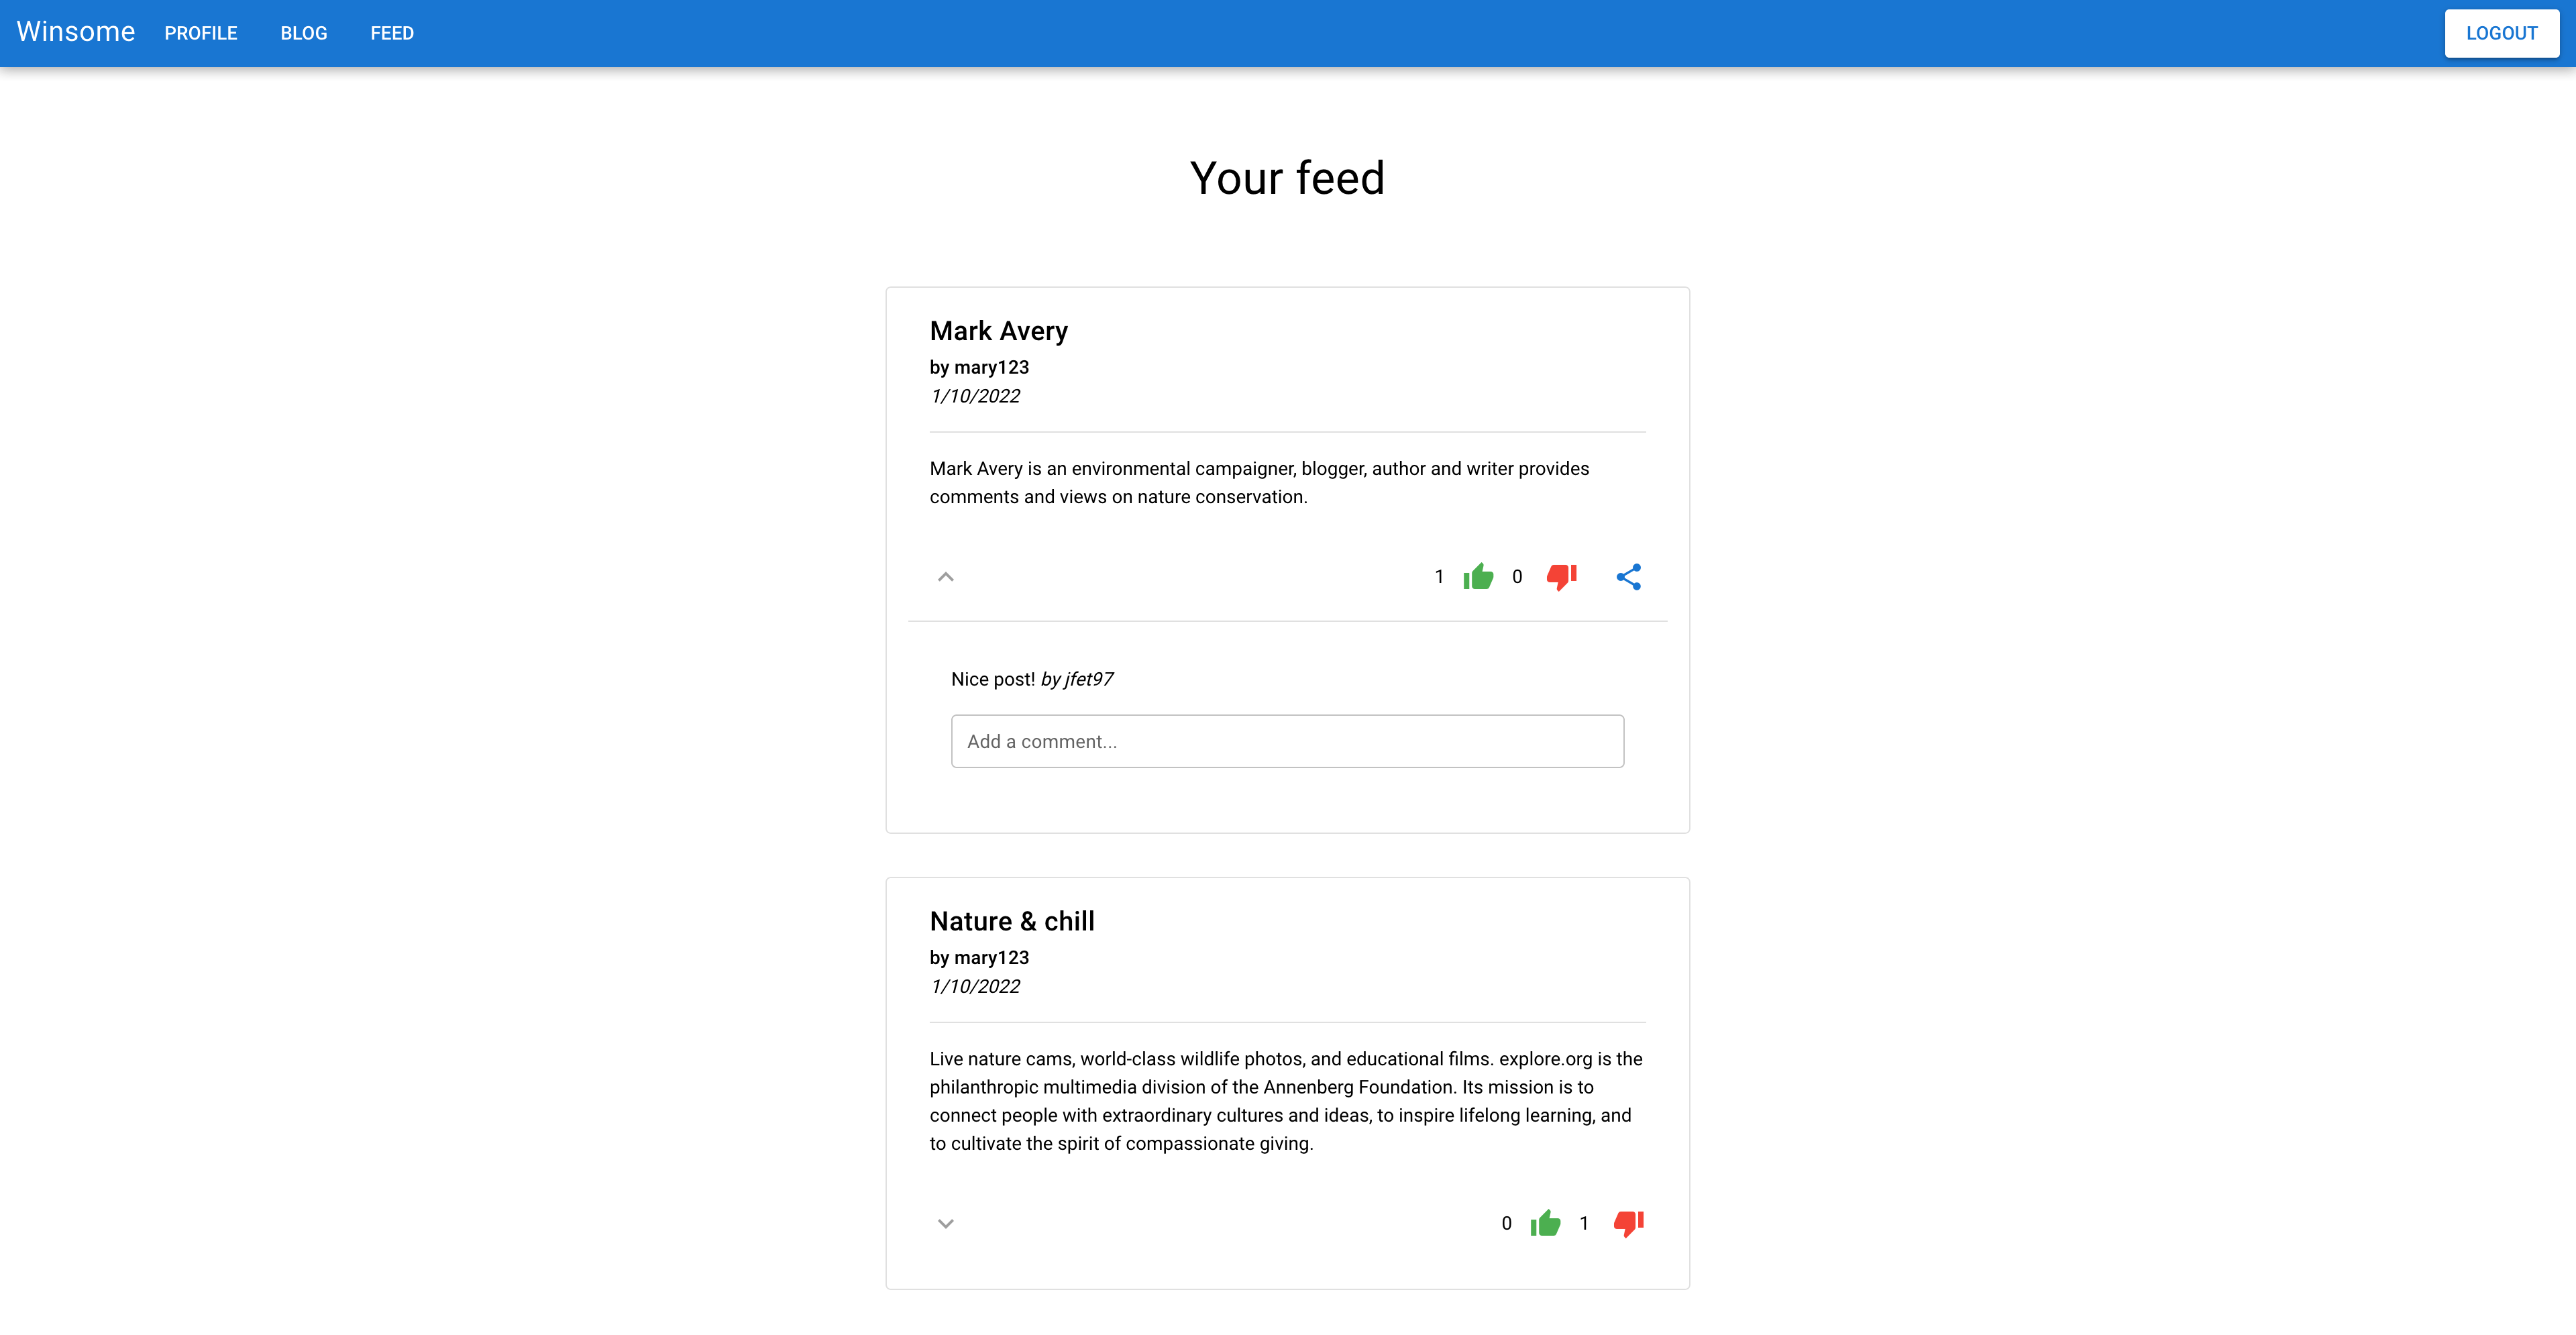 Winsome PROFILE BLOG FEED LOGOUT
Your feed
Mark Avery
by mary123
1/10/2022
Mark Avery is an environmental campaigner, blogger, author and writer provides
comments and views on nature conservation.
1 0
Nice post! by jfet97
Add a comment...
Nature & chill
by mary123
1/10/2022
Live nature cams, world-class wildlife photos, and educational films. explore.org is the
philanthropic multimedia division of the Annenberg Foundation. Its mission is to
connect people with extraordinary cultures and ideas, to inspire lifelong learning, and
to cultivate the spirit of compassionate giving.
0 1